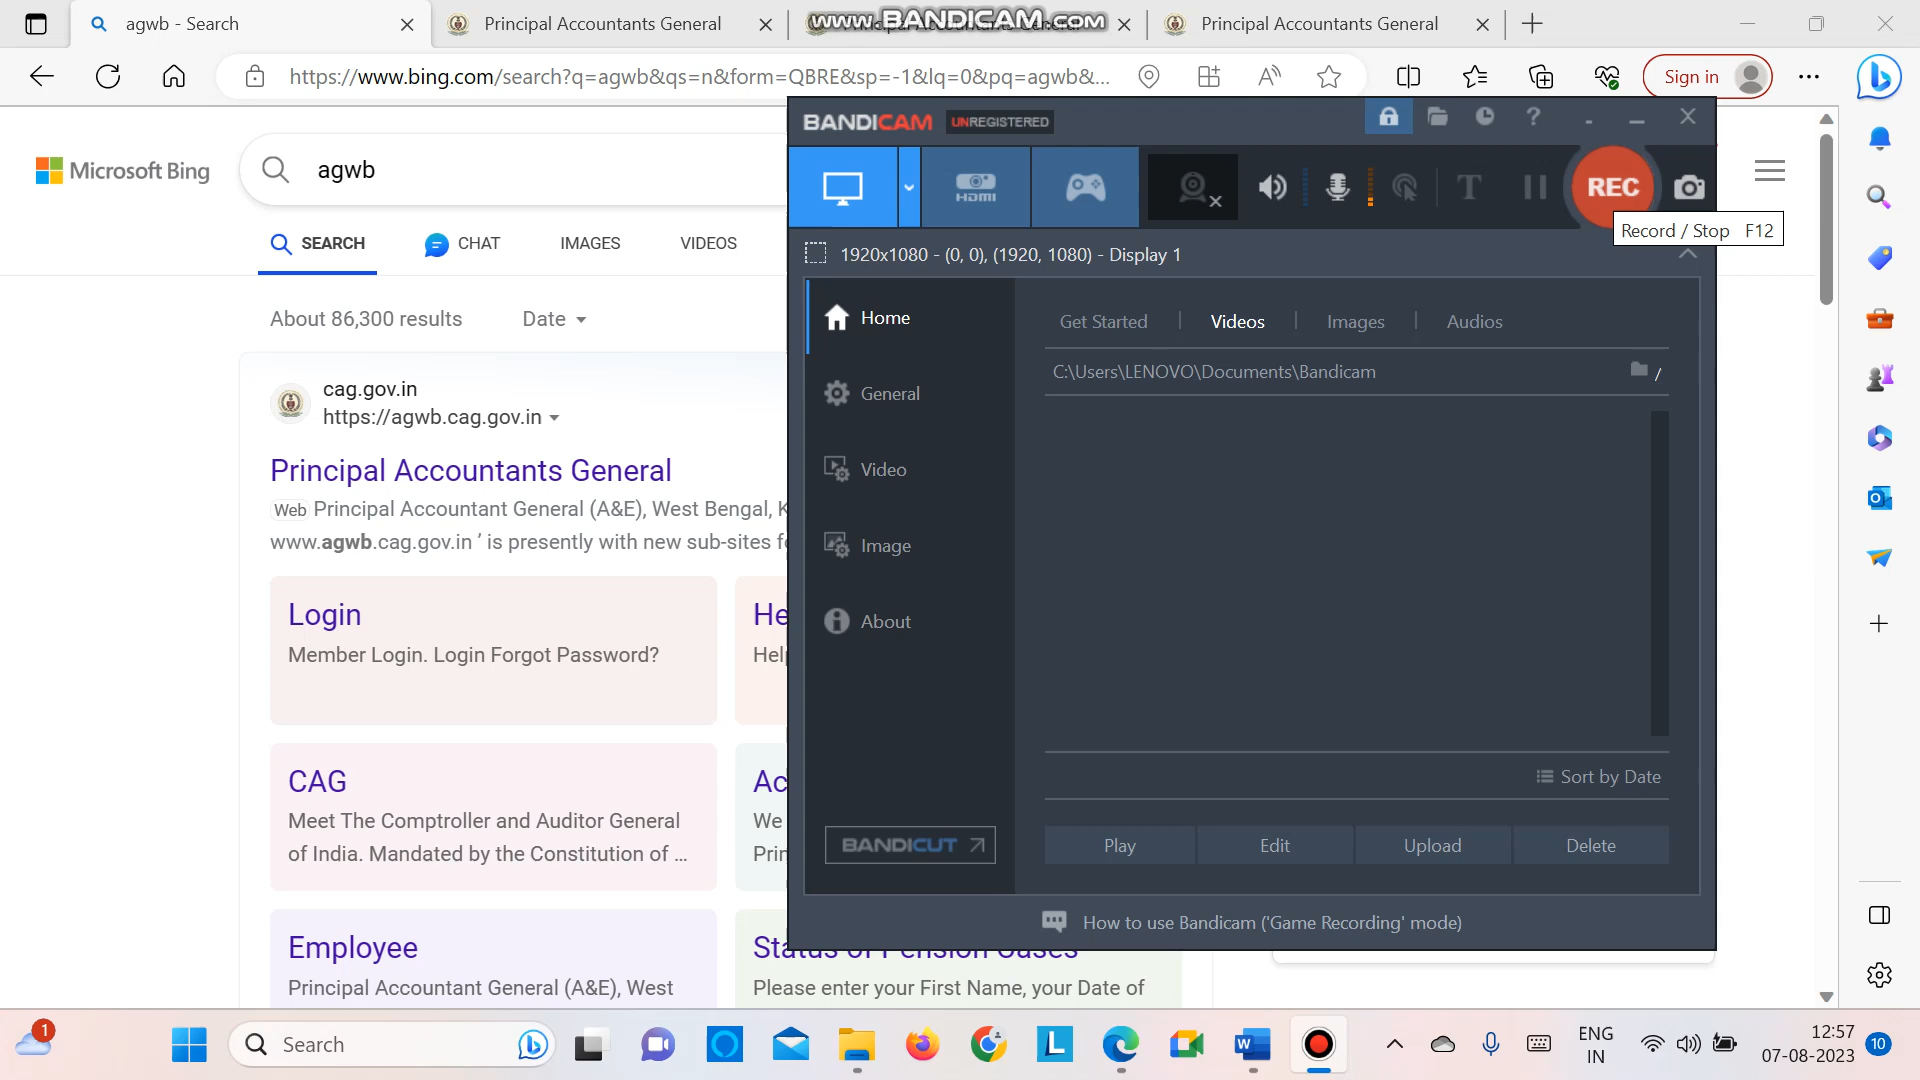 agwb - Search
Principal Accountants General
www.BANDICAM.com
Principal Accountants General
https://www.bing.com/search?q=agwb&qs=n&form=QBRE&sp=-1&lq=0&pq=agwb&...
Sign in
BANDICAM UNREGISTERED
Microsoft Bing
agwb
HDMI
T
REC
Record / Stop F12
SEARCH
CHAT
IMAGES
VIDEOS
1920x1080 - (0, 0), (1920, 1080) - Display 1
About 86,300 results
Date
Home
General
Video
Image
About
Get Started
Videos
Images
Audios
C:\Users\LENOVO\Documents\Bandicam
/
cag.gov.in
https://agwb.cag.gov.in
Principal Accountants General
Web Principal Accountant General (A&E), West Bengal, K
www.agwb.cag.gov.in ’ is presently with new sub-sites f
Login
Member Login. Login Forgot Password?
He
Hel
CAG
Meet The Comptroller and Auditor General
of India. Mandated by the Constitution of ...
Ac
We
Prin
Sort by Date
BANDICUT
Play
Edit
Upload
Delete
How to use Bandicam ('Game Recording' mode)
Employee
Principal Accountant General (A&E), West
Status of Pension Cases
Please enter your First Name, your Date of
1
Search
L
W
ENG
IN
12:57
07-08-2023
10